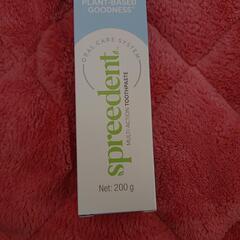 PLANT-BASED
GOODNESS
ORAL CARE SYSTEM
spreedent
MULTI ACTION TOOTHPASTE
Net: 200 g